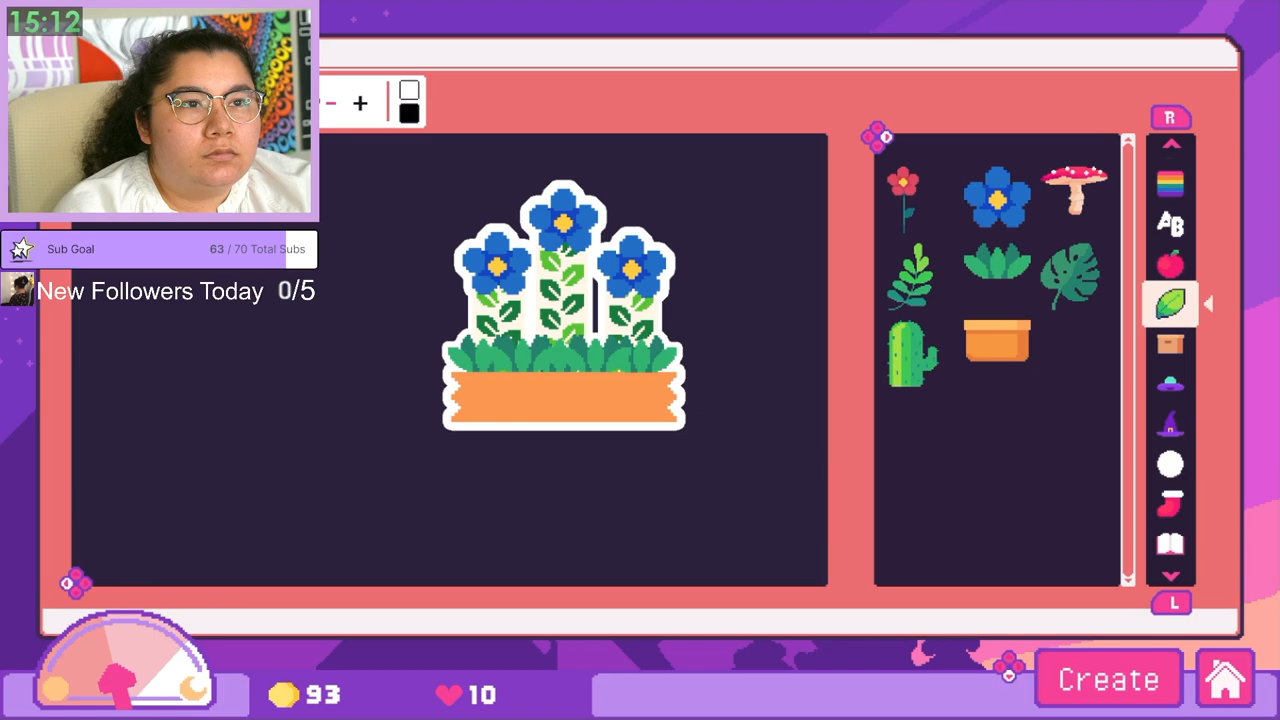 15:12
- +
R
AB
Sub Goal 63 / 70 Total Subs
New Followers Today 0/5
L
93
10
Create